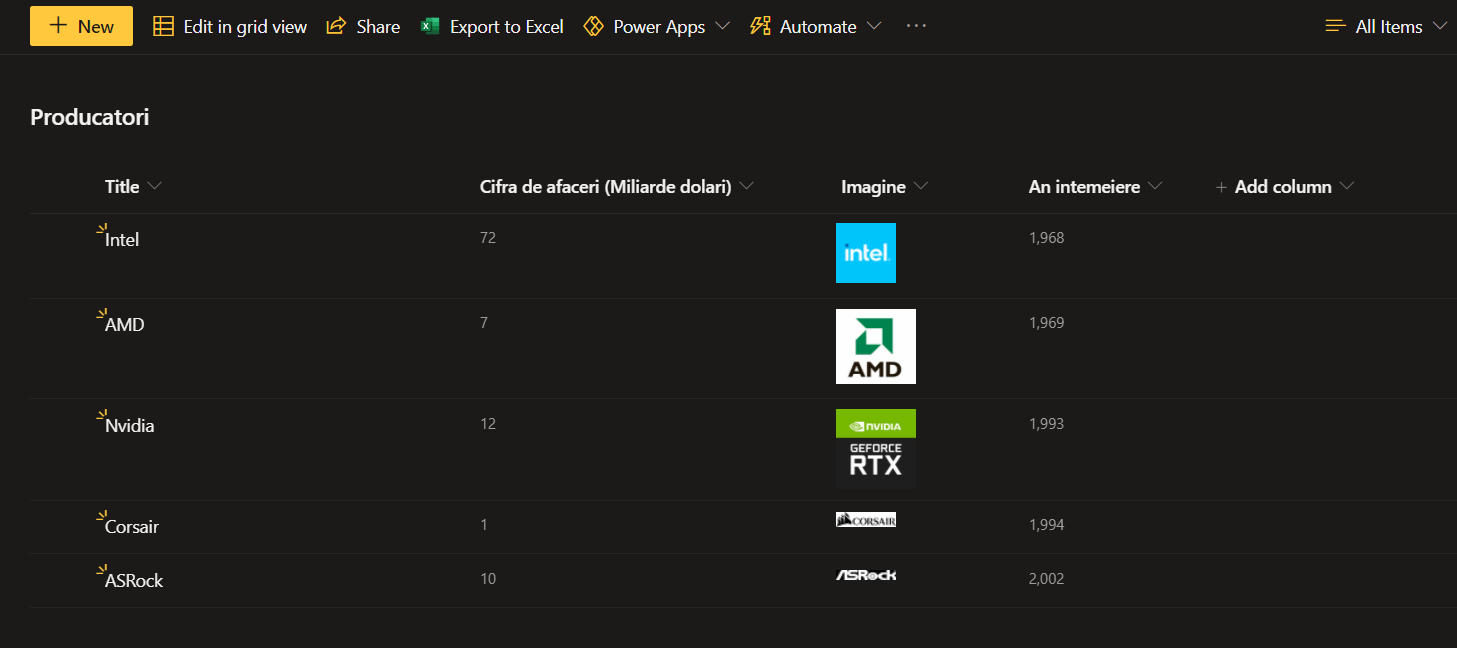 New Edit in grid view Share Export to Excel Power Apps Automate ... All Items
Producatori
Title Cifra de afaceri (Miliarde dolari) Imagine An intemeiere + Add column
Intel 72 intel. 1,968
AMD 7 AMD 1,969
Nvidia 12 NVIDIA GEFORCE RTX 1,993
Corsair 1 CORSAIR 1,994
ASRock 10 ASRock 2,002